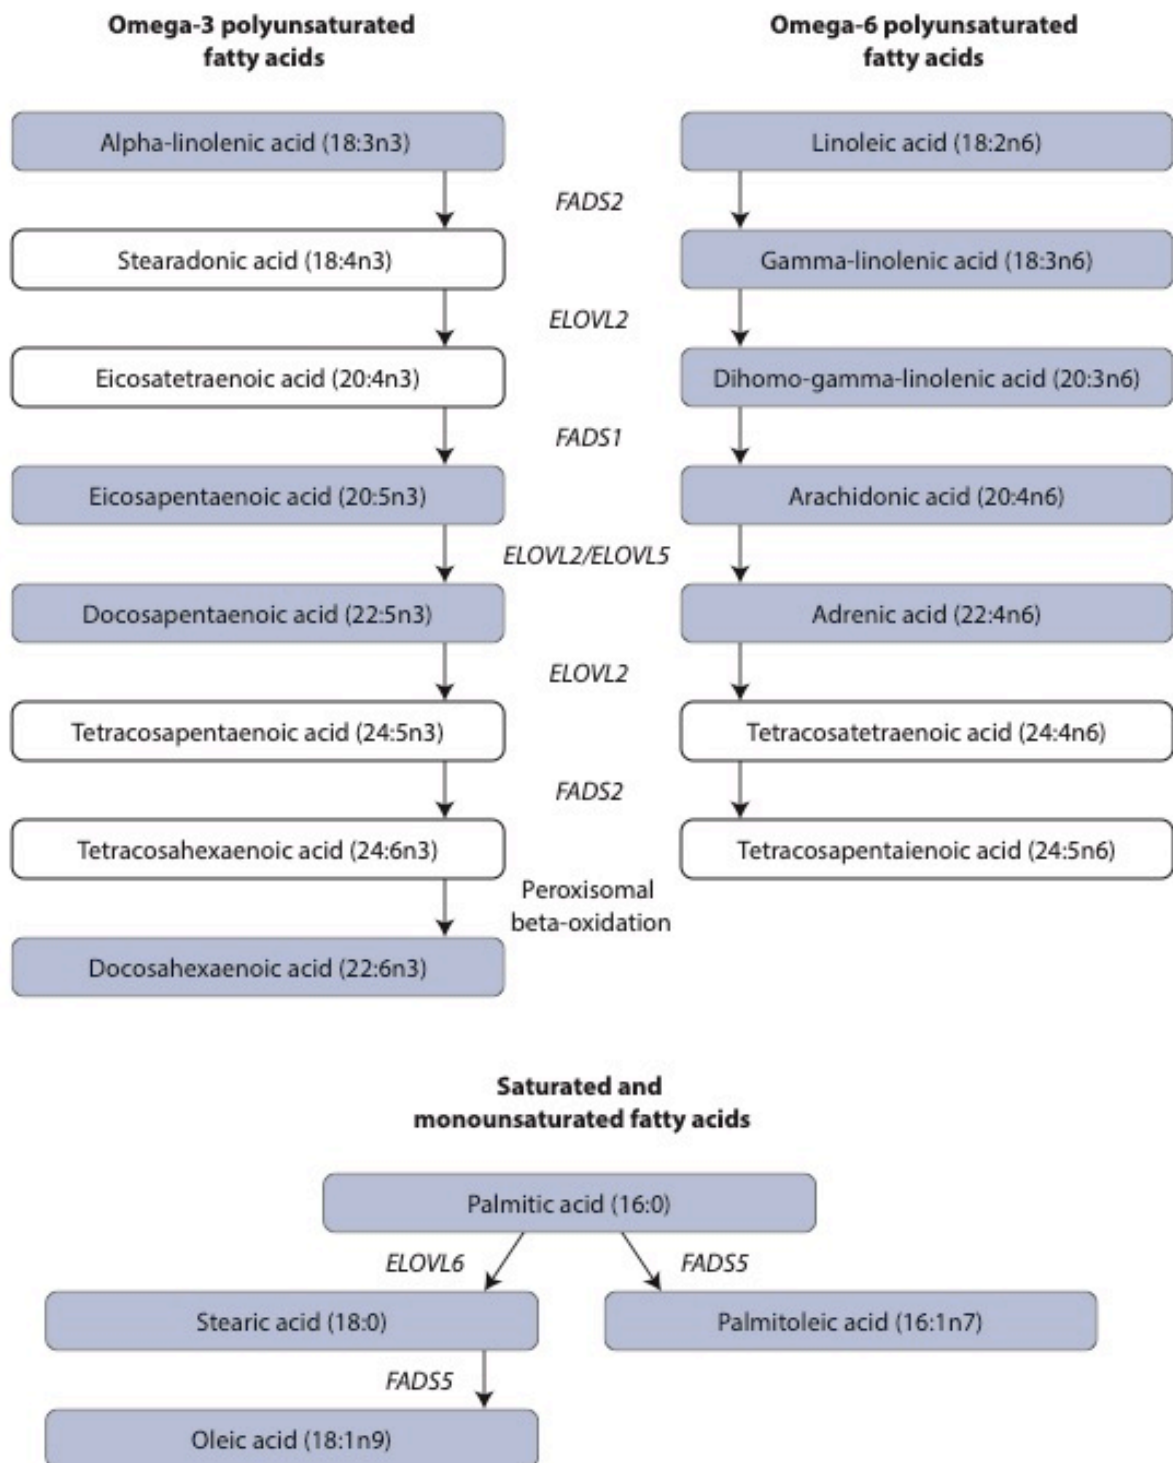 Omega-3 polyunsaturated
fatty acids
Omega-6 polyunsaturated
fatty acids
Alpha-linolenic acid (18:3n3)
Linoleic acid (18:2n6)
FADS2
Stearadonic acid (18:4n3)
Gamma-linolenic acid (18:3n6)
ELOVL2
Eicosatetraenoic acid (20:4n3)
Dihomo-gamma-linolenic acid (20:3n6)
FADS1
Eicosapentaenoic acid (20:5n3)
Arachidonic acid (20:4n6)
ELOVL2/ELOVL5
Docosapentaenoic acid (22:5n3)
Adrenic acid (22:4n6)
ELOVL2
Tetracosapentaenoic acid (24:5n3)
Tetracosatetraenoic acid (24:4n6)
FADS2
Tetracosahexaenoic acid (24:6n3)
Tetracosapentaienoic acid (24:5n6)
Peroxisomal
beta-oxidation
Docosahexaenoic acid (22:6n3)
Saturated and
monounsaturated fatty acids
Palmitic acid (16:0)
ELOVL6
FADS5
Stearic acid (18:0)
Palmitoleic acid (16:1n7)
FADS5
Oleic acid (18:1n9)